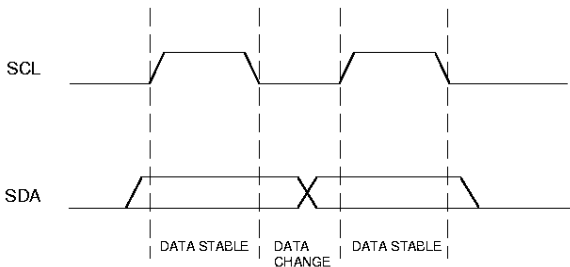 SCL
SDA
DATA STABLE
DATA
CHANGE
DATA STABLE